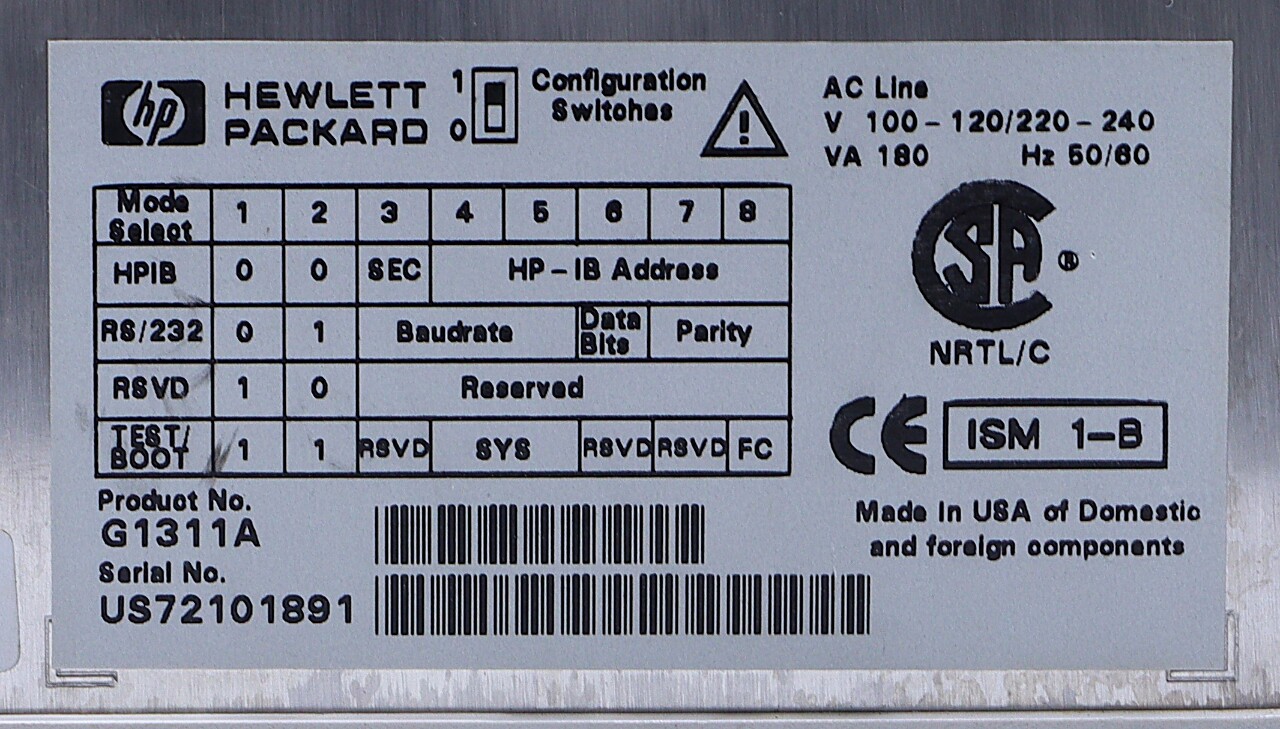 hp HEWLETT PACKARD
1
0
Configuration
Switches
AC Line
V 100-120/220-240
VA 180 Hz 50/60
Mode Select 1 2 3 4 5 6 7 8
HPIB 0 0 SEC HP-IB Address
RS/232 0 1 Baudrate Data Bits Parity
RSVD 1 0 Reserved
TEST/BOOT 1 1 RSVD SYS RSVD RSVD FC
CSA ®
NRTL/C
CE ISM 1-B
Product No.
G1311A
Serial No.
US72101891
Made in USA of Domestic
and foreign components